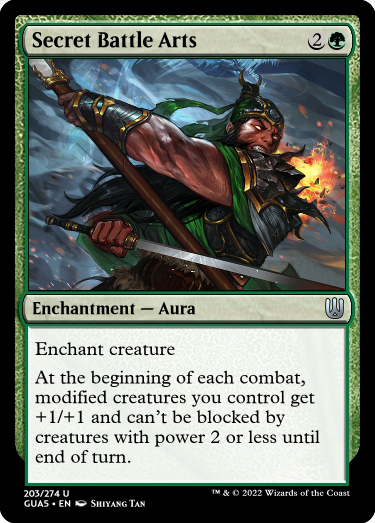 Secret Battle Arts 2
Enchantment — Aura
Enchant creature
At the beginning of each combat,
modified creatures you control get
+1/+1 and can't be blocked by
creatures with power 2 or less until
end of turn.
203/274 U
GUA5 • EN Shiyang Tan
™ & © 2022 Wizards of the Coast